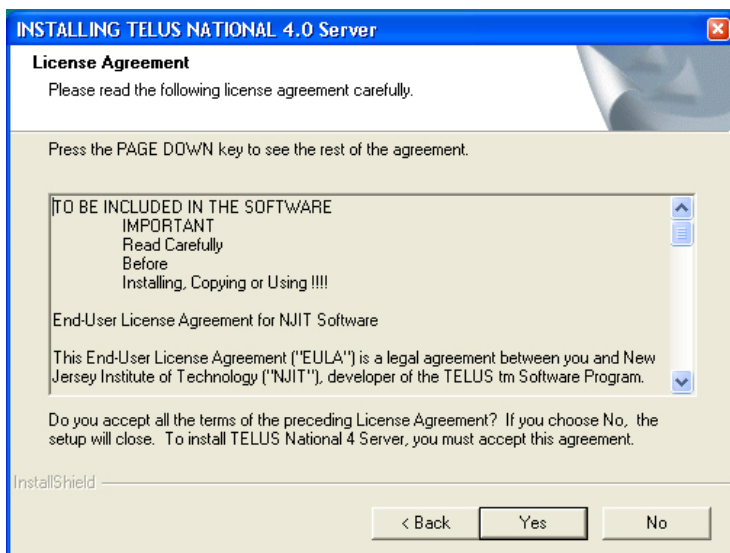 INSTALLING TELUS NATIONAL 4.0 Server
License Agreement
Please read the following license agreement carefully.
Press the PAGE DOWN key to see the rest of the agreement.
TO BE INCLUDED IN THE SOFTWARE
IMPORTANT
Read Carefully
Before
Installing, Copying or Using !!!!
End-User License Agreement for NJIT Software
This End-User License Agreement ("EULA") is a legal agreement between you and New
Jersey Institute of Technology ("NJIT"), developer of the TELUS tm Software Program.
Do you accept all the terms of the preceding License Agreement? If you choose No, the
setup will close. To install TELUS National 4 Server, you must accept this agreement.
InstallShield
< Back Yes No